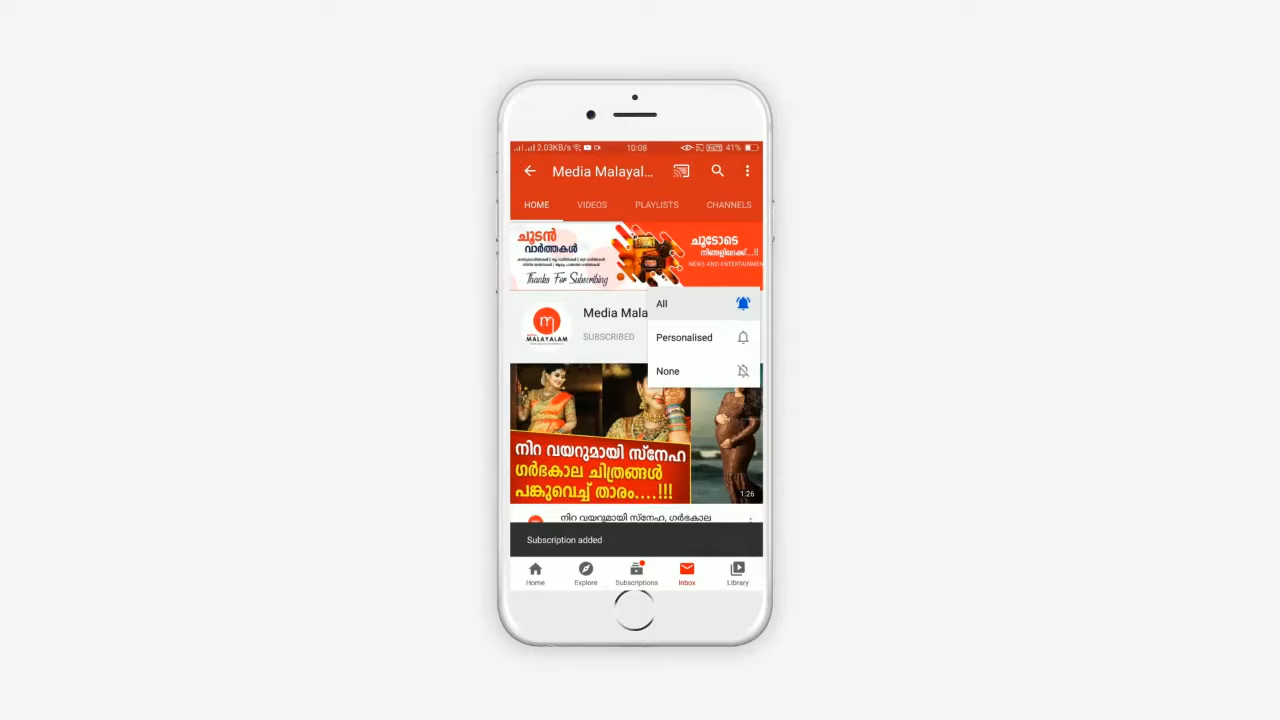 2.03KB/s 10:08 41%
Media Malayal...
HOME VIDEOS PLAYLISTS CHANNELS
ചൂടൻ
വാർത്തകൾ
Thanks For Subscribing
ചൂടോടെ
നിങ്ങളിലേക്ക്...!!
NEWS AND ENTERTAINMEN
All
Personalised
None
Media Mala
SUBSCRIBED
m
MALAYALAM
നിറ വയറുമായി സ്നേഹ
ഗർഭകാല ചിത്രങ്ങൾ
പങ്കുവെച്ച് താരം....!!!
1:26
നിറ വയറുമായി സ്നേഹ, ഗർഭകാല
Subscription added
Home Explore Subscriptions Inbox Library